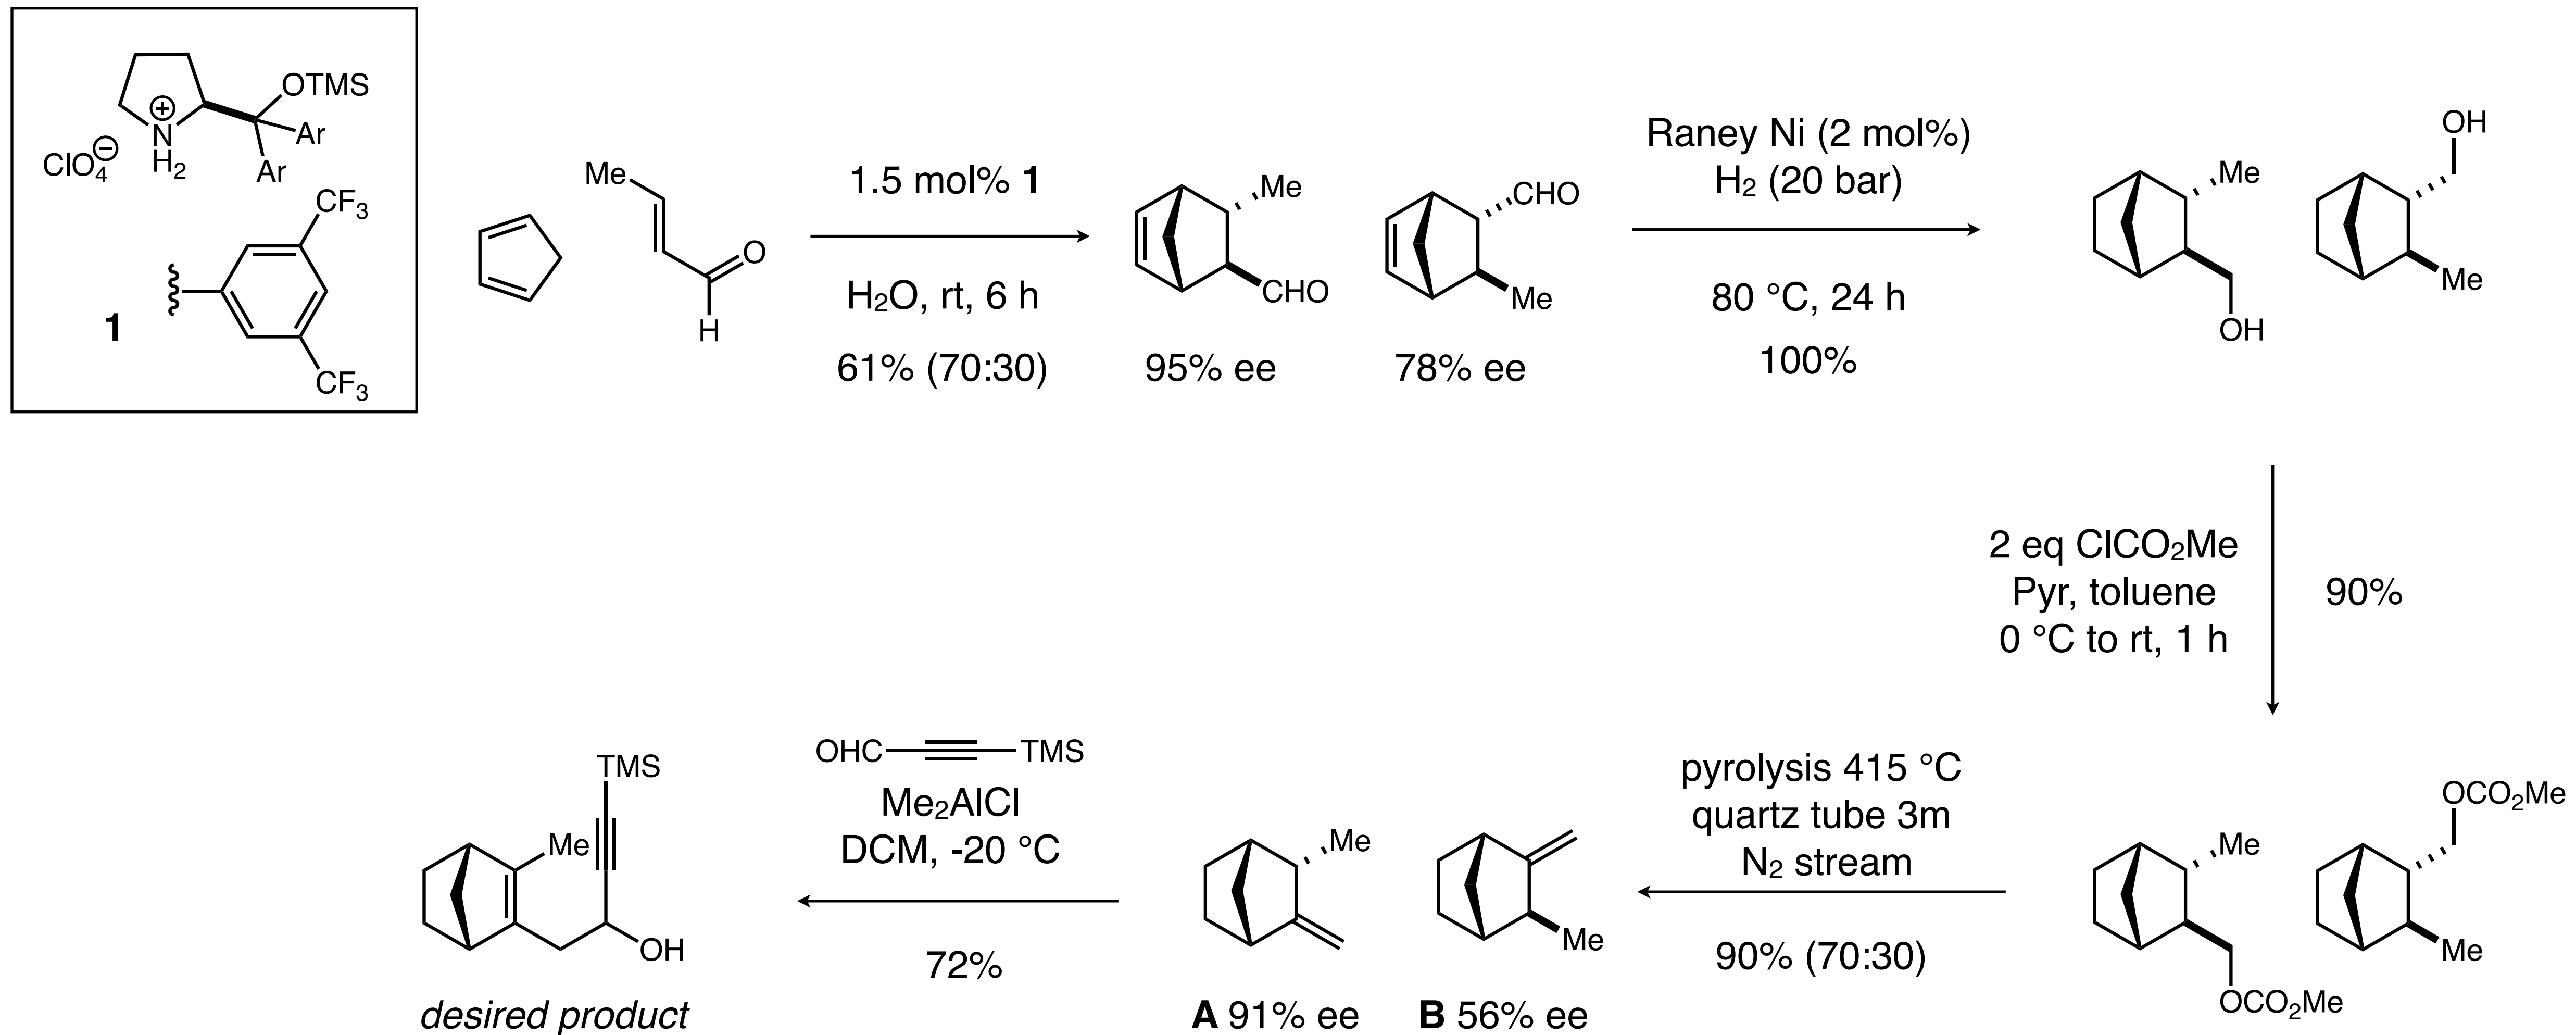 OTMS
Ar
Ar
N
H2
⊕
ClO4⊖
CF3
CF3
1
Me
O
H
1.5 mol% 1
H2O, rt, 6 h
61% (70:30)
Me
CHO
95% ee
CHO
Me
78% ee
Raney Ni (2 mol%)
H2 (20 bar)
80 °C, 24 h
100%
Me
OH
OH
Me
2 eq ClCO2Me
Pyr, toluene
0 °C to rt, 1 h
90%
Me
OCO2Me
OCO2Me
Me
pyrolysis 415 °C
quartz tube 3m
N2 stream
90% (70:30)
Me
A 91% ee
Me
B 56% ee
OHC
TMS
Me2AlCl
DCM, -20 °C
72%
TMS
Me
OH
desired product